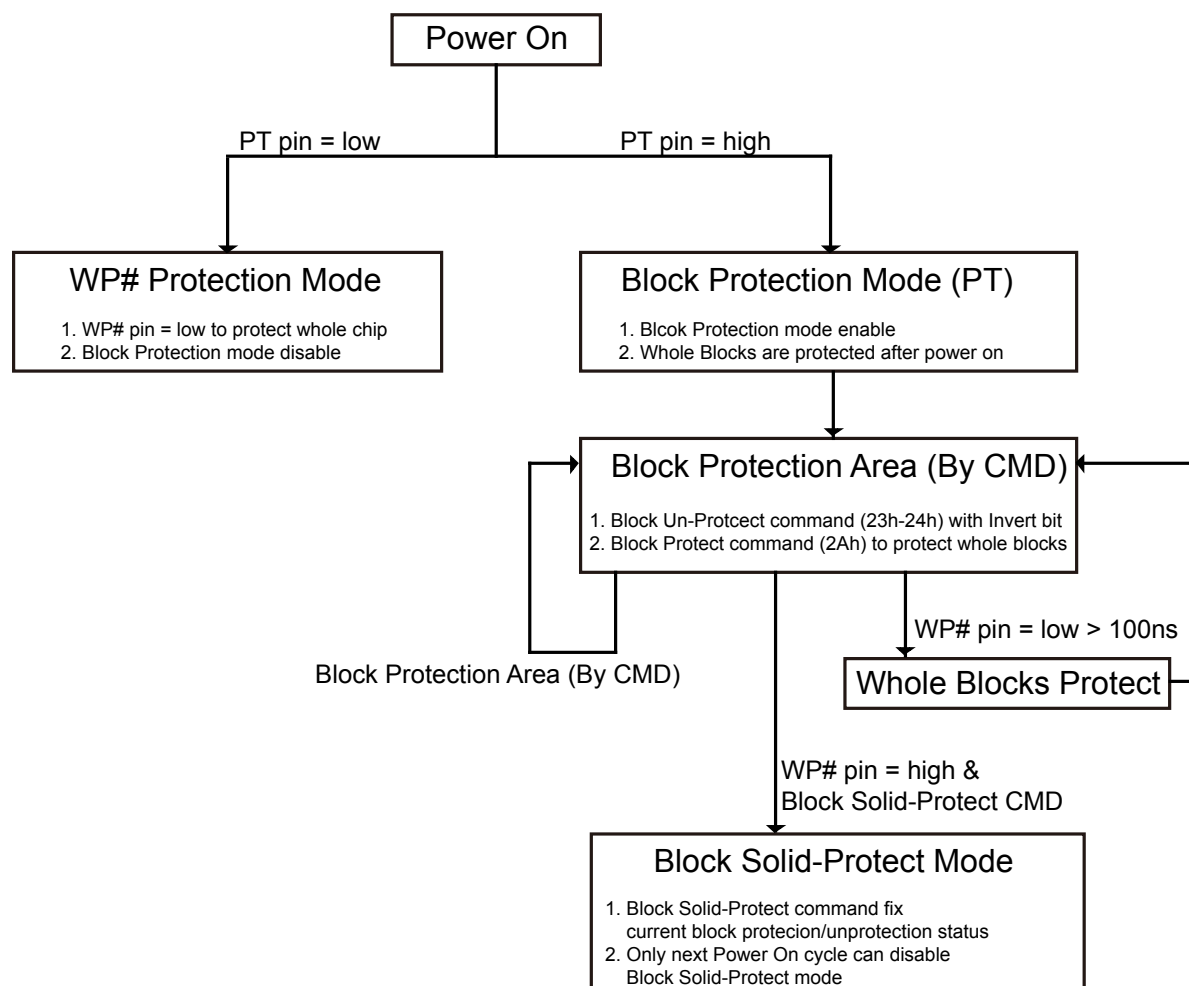 Power On
PT pin = low
PT pin = high
WP# Protection Mode
1. WP# pin = low to protect whole chip
2. Block Protection mode disable
Block Protection Mode (PT)
1. Blcok Protection mode enable
2. Whole Blocks are protected after power on
Block Protection Area (By CMD)
1. Block Un-Protcect command (23h-24h) with Invert bit
2. Block Protect command (2Ah) to protect whole blocks
WP# pin = low > 100ns
Block Protection Area (By CMD)
Whole Blocks Protect
WP# pin = high &
Block Solid-Protect CMD
Block Solid-Protect Mode
1. Block Solid-Protect command fix
current block protecion/unprotection status
2. Only next Power On cycle can disable
Block Solid-Protect mode